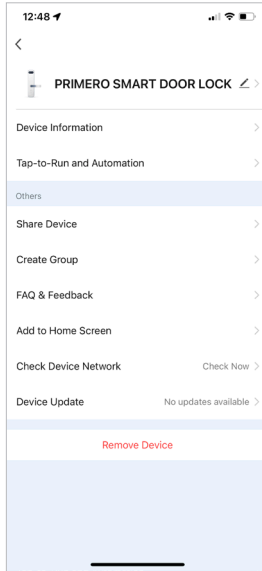 12:48
PRIMERO SMART DOOR LOCK
Device Information
Tap-to-Run and Automation
Others
Share Device
Create Group
FAQ & Feedback
Add to Home Screen
Check Device Network Check Now
Device Update No updates available
Remove Device